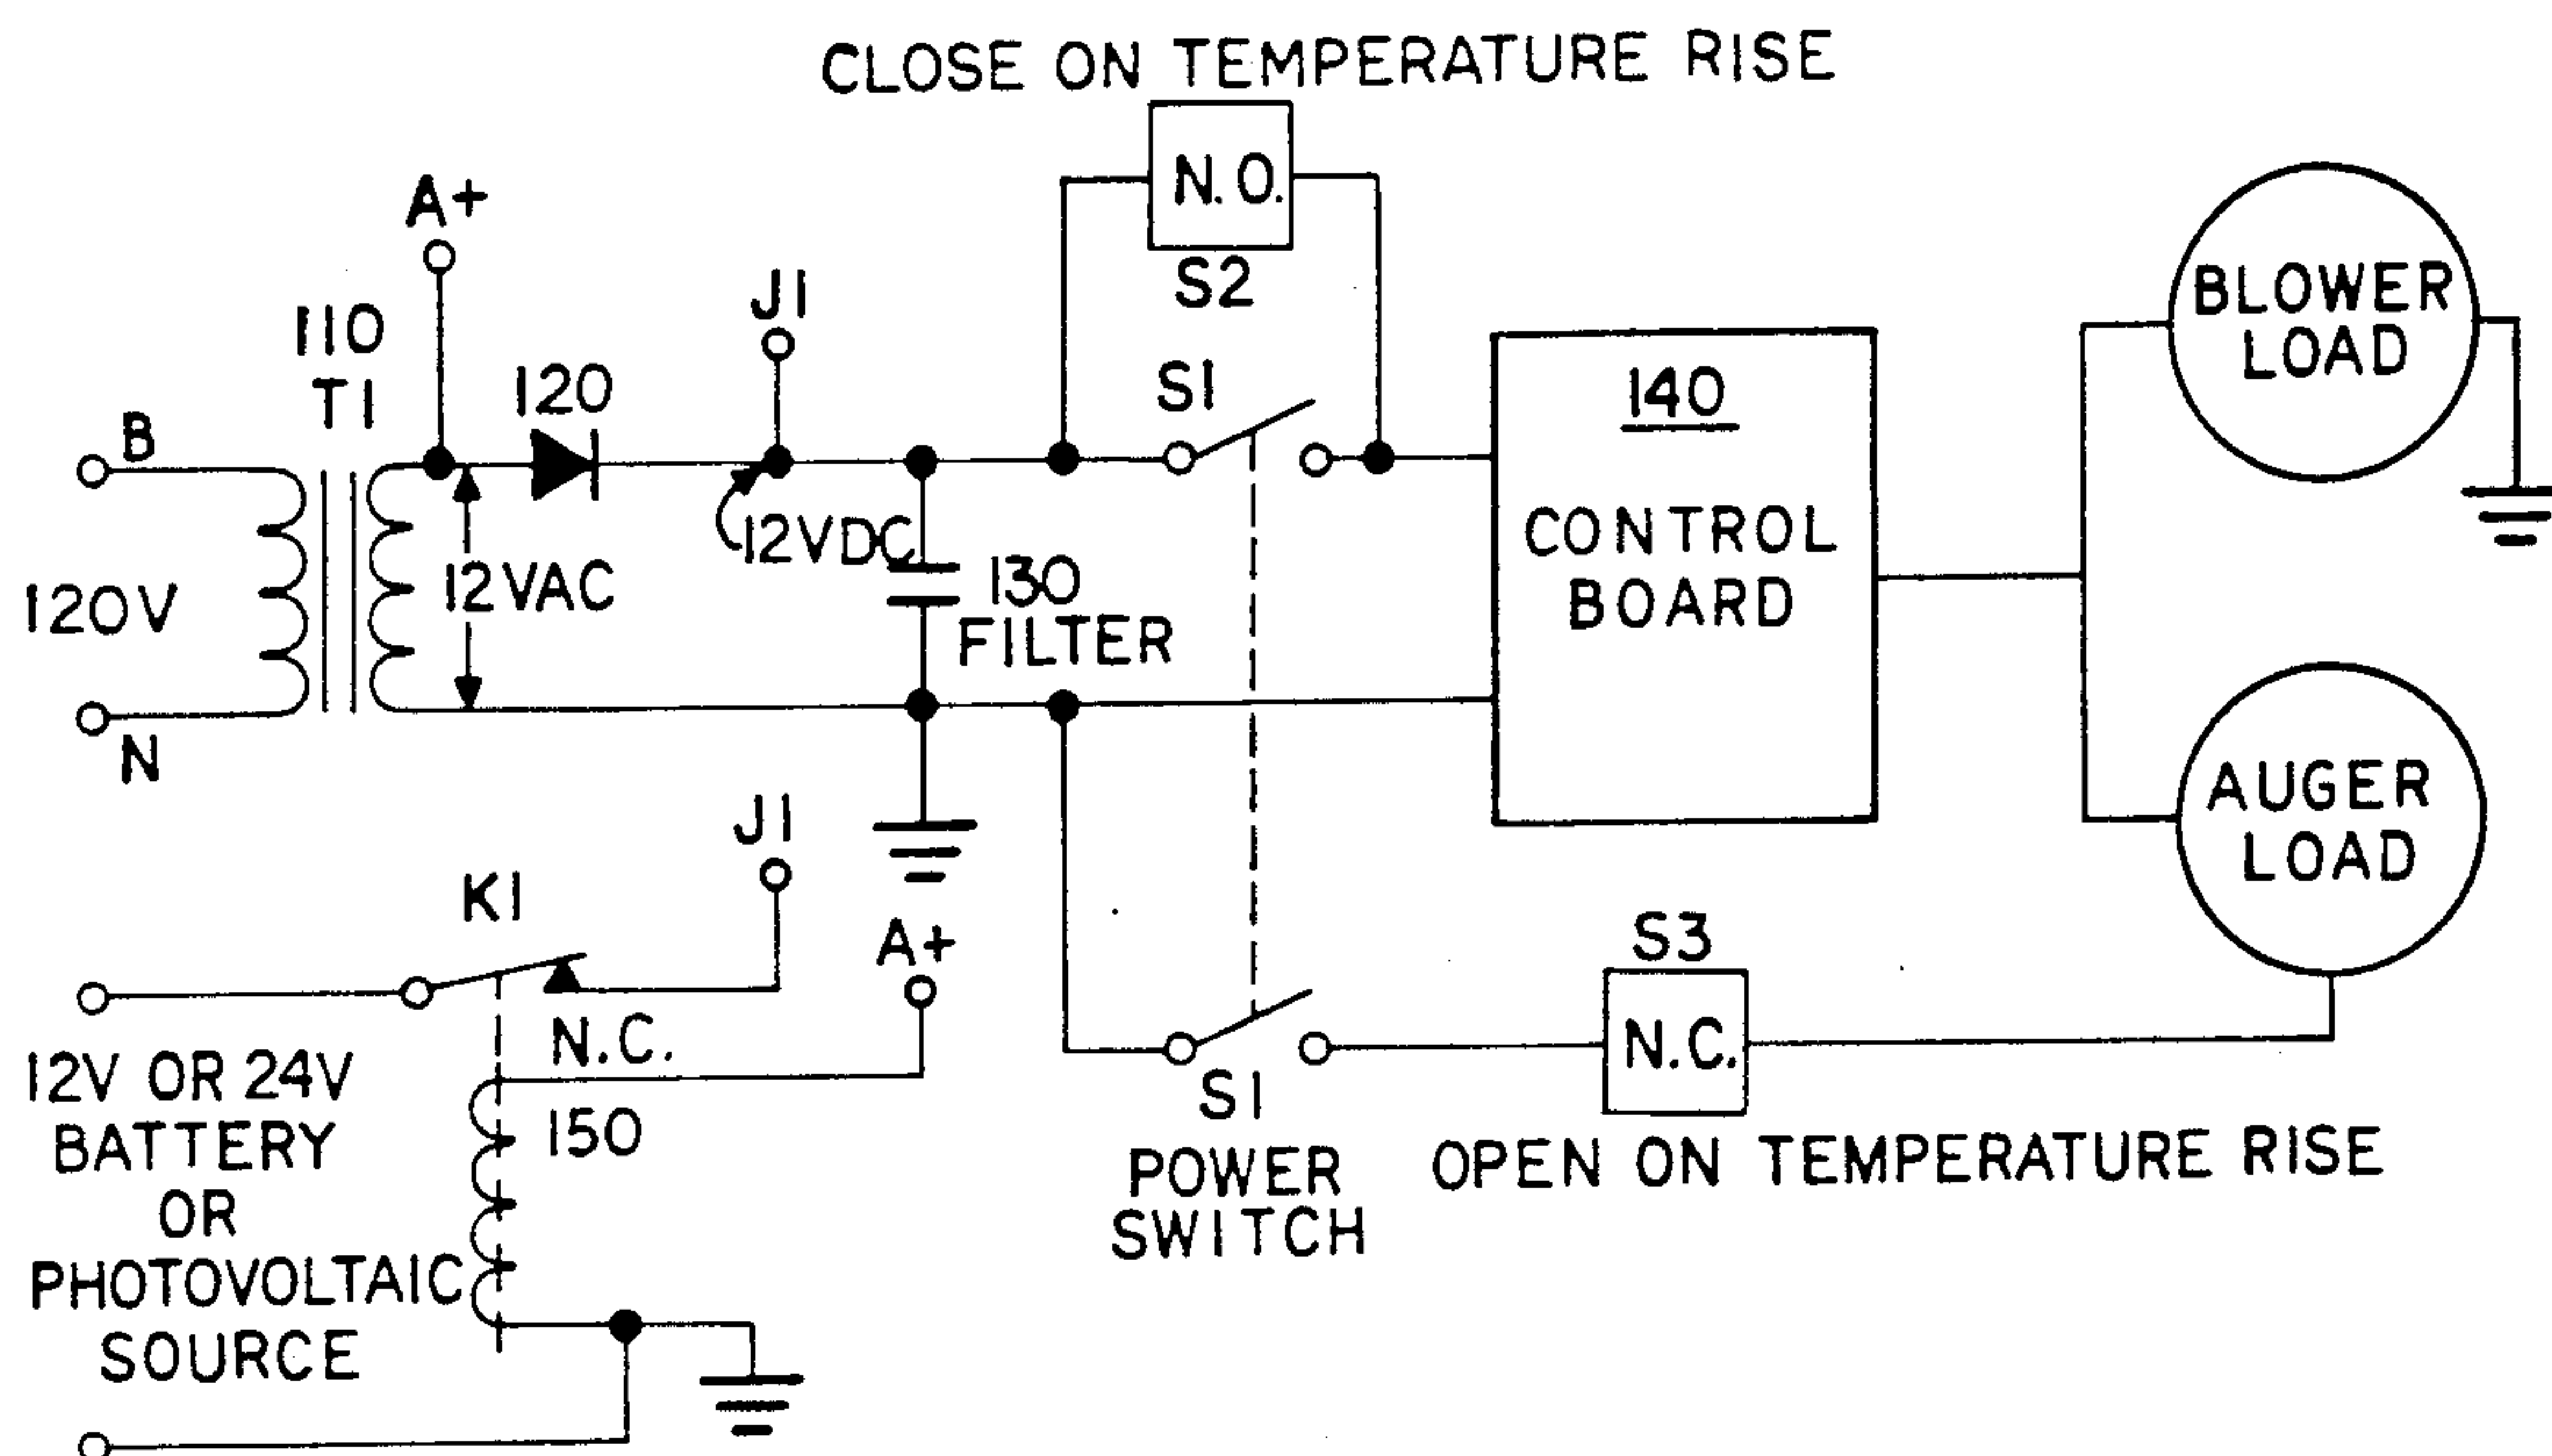 CLOSE ON TEMPERATURE RISE
A+
N.O.
S2
J1
110
T1
120
S1
B
140
BLOWER
LOAD
12VDC
CONTROL
BOARD
120V
12VAC
130
FILTER
N
AUGER
LOAD
J1
K1
A+
S3
N.C.
N.C.
12V OR 24V
BATTERY
OR
PHOTOVOLTAIC
SOURCE
150
S1
POWER
SWITCH
OPEN ON TEMPERATURE RISE